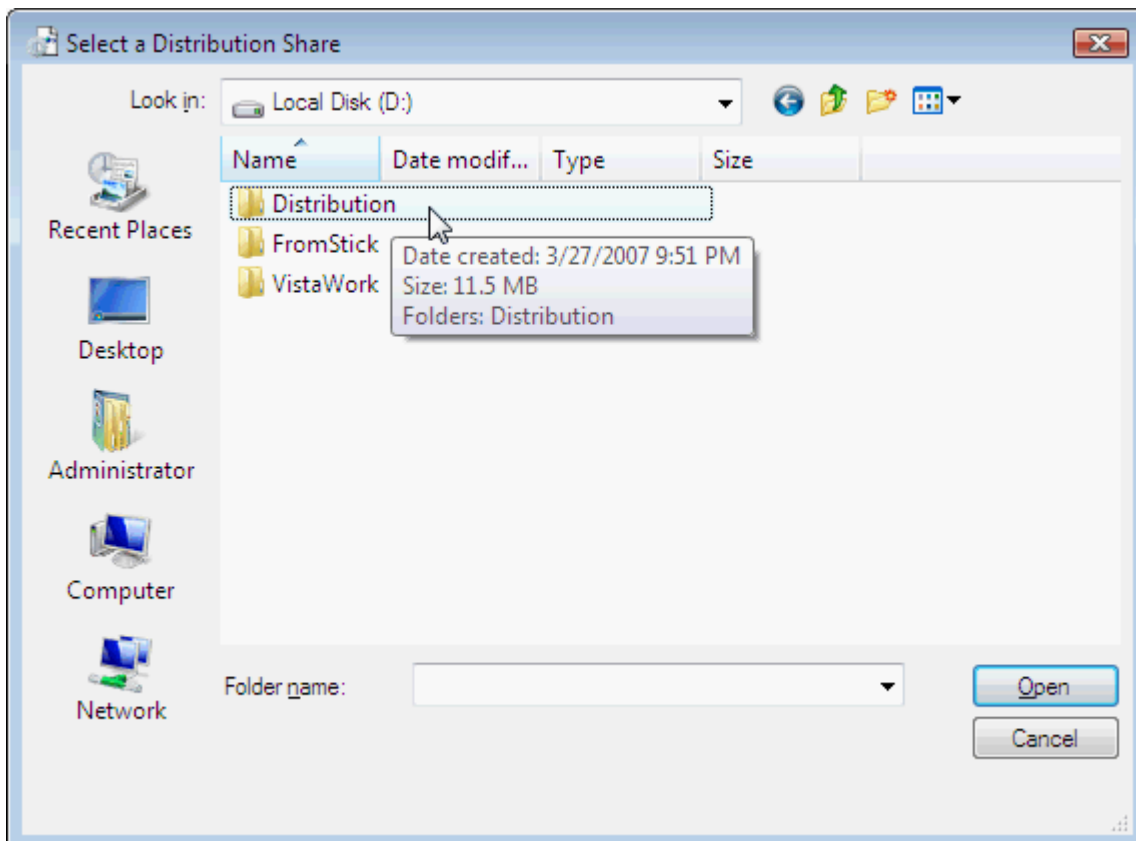 Select a Distribution Share
Look in: Local Disk (D:)
Name Date modif... Type Size
Recent Places
Distribution
FromStick
VistaWork
Date created: 3/27/2007 9:51 PM
Size: 11.5 MB
Folders: Distribution
Desktop
Administrator
Computer
Network
Folder name: Open
Cancel